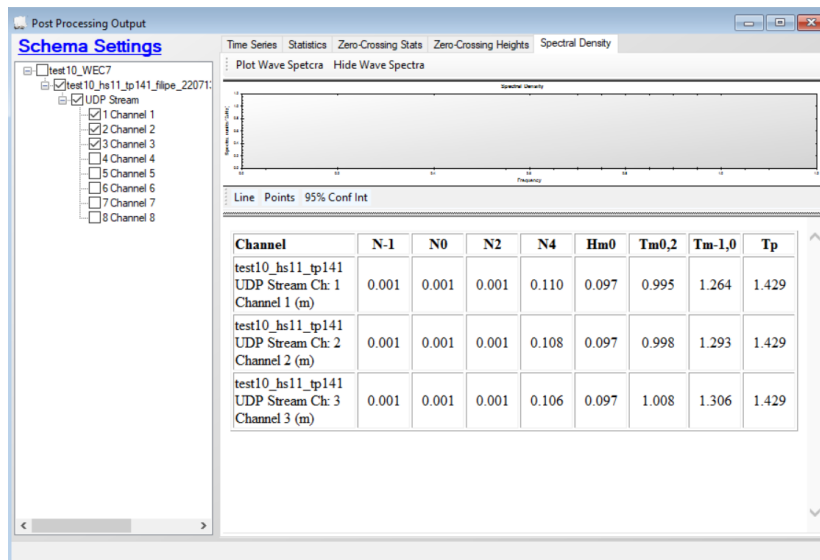 Post Processing Output
Schema Settings
test10_WEC7
test10_hs11_tp141_filipe_22071
UDP Stream
1 Channel 1
2 Channel 2
3 Channel 3
4 Channel 4
5 Channel 5
6 Channel 6
7 Channel 7
8 Channel 8
Time Series Statistics Zero-Crossing Stats Zero-Crossing Heights Spectral Density
Plot Wave Spetcra Hide Wave Spectra
Spectral Density
Frequency
Line Points 95% Conf Int
Channel N-1 N0 N2 N4 Hm0 Tm0,2 Tm-1,0 Tp
test10_hs11_tp141
UDP Stream Ch: 1 0.001 0.001 0.001 0.110 0.097 0.995 1.264 1.429
Channel 1 (m)
test10_hs11_tp141
UDP Stream Ch: 2 0.001 0.001 0.001 0.108 0.097 0.998 1.293 1.429
Channel 2 (m)
test10_hs11_tp141
UDP Stream Ch: 3 0.001 0.001 0.001 0.106 0.097 1.008 1.306 1.429
Channel 3 (m)